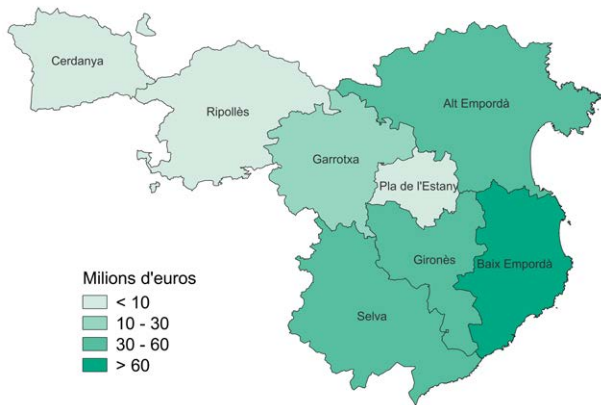 Cerdanya
Ripollès
Alt Empordà
Garrotxa
Pla de l'Estany
Gironès
Baix Empordà
Selva
Milions d'euros
< 10
10 - 30
30 - 60
> 60